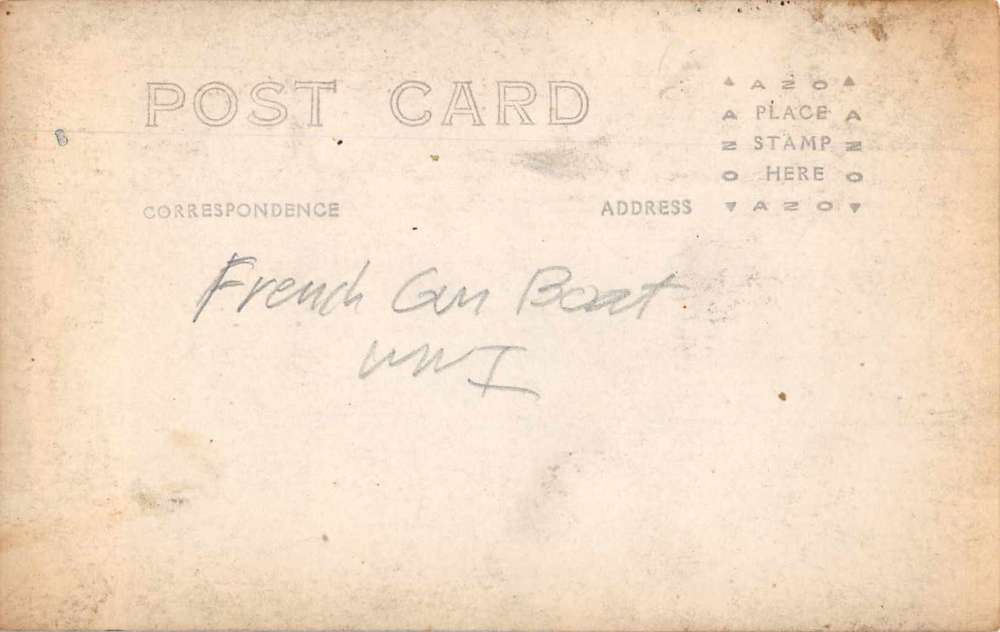 POST CARD
▲ A Z O ▲
A PLACE A
Z STAMP Z
O HERE O
▼ A Z O ▼
CORRESPONDENCE
ADDRESS
French Gun Boat
WWI